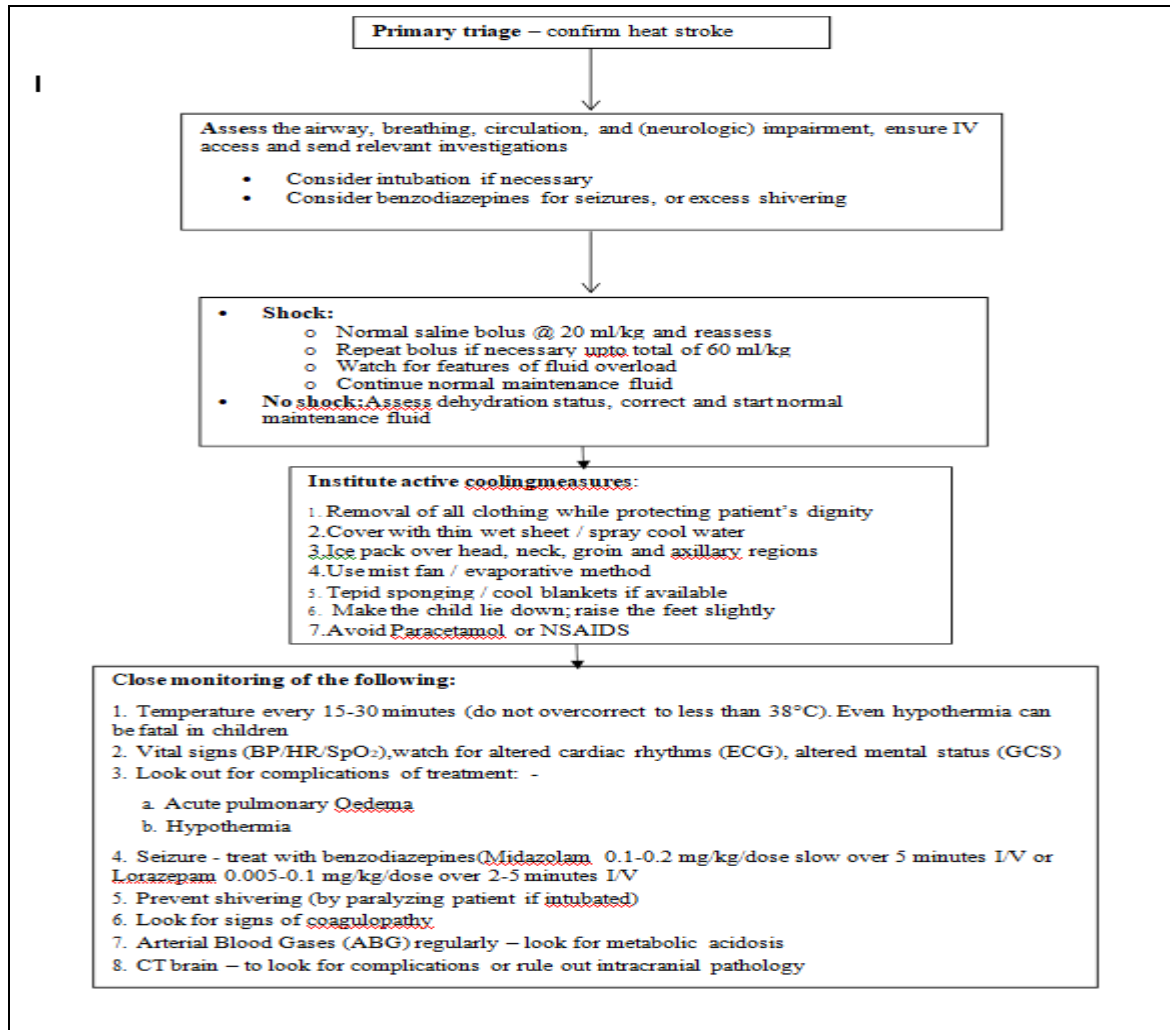 Primary triage – confirm heat stroke
I
Assess the airway, breathing, circulation, and (neurologic) impairment, ensure IV
access and send relevant investigations
• Consider intubation if necessary
• Consider benzodiazepines for seizures, or excess shivering
• Shock:
o Normal saline bolus @ 20 ml/kg and reassess
o Repeat bolus if necessary upto total of 60 ml/kg
o Watch for features of fluid overload
o Continue normal maintenance fluid
• No shock:Assess dehydration status, correct and start normal
maintenance fluid
Institute active coolingmeasures:
1. Removal of all clothing while protecting patient's dignity
2.Cover with thin wet sheet / spray cool water
3.Ice pack over head, neck, groin and axillary regions
4.Use mist fan / evaporative method
5. Tepid sponging / cool blankets if available
6. Make the child lie down; raise the feet slightly
7.Avoid Paracetamol or NSAIDS
Close monitoring of the following:
1. Temperature every 15-30 minutes (do not overcorrect to less than 38°C). Even hypothermia can
be fatal in children
2. Vital signs (BP/HR/SpO₂),watch for altered cardiac rhythms (ECG), altered mental status (GCS)
3. Look out for complications of treatment: -
a. Acute pulmonary Oedema
b. Hypothermia
4. Seizure - treat with benzodiazepines(Midazolam 0.1-0.2 mg/kg/dose slow over 5 minutes I/V or
Lorazepam 0.005-0.1 mg/kg/dose over 2-5 minutes I/V
5. Prevent shivering (by paralyzing patient if intubated)
6. Look for signs of coagulopathy
7. Arterial Blood Gases (ABG) regularly – look for metabolic acidosis
8. CT brain – to look for complications or rule out intracranial pathology